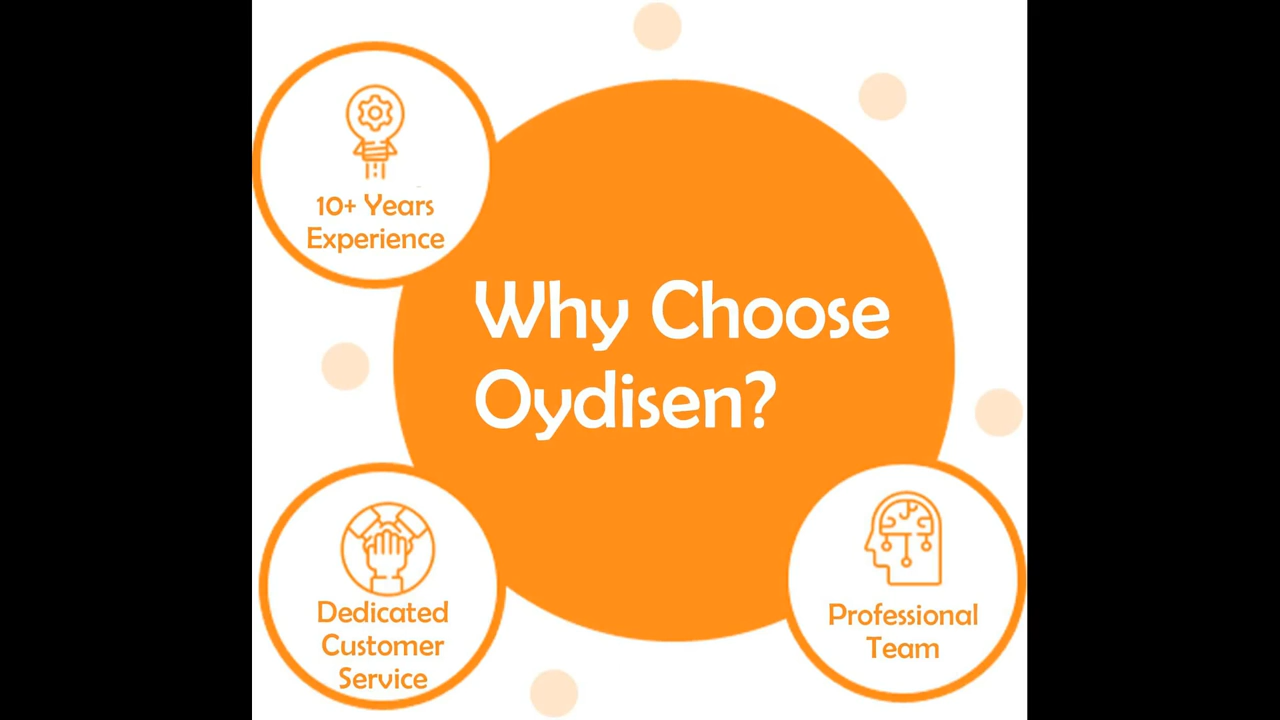 10+ Years
Experience
Why Choose
Oydisen?
Dedicated
Customer
Service
Professional
Team